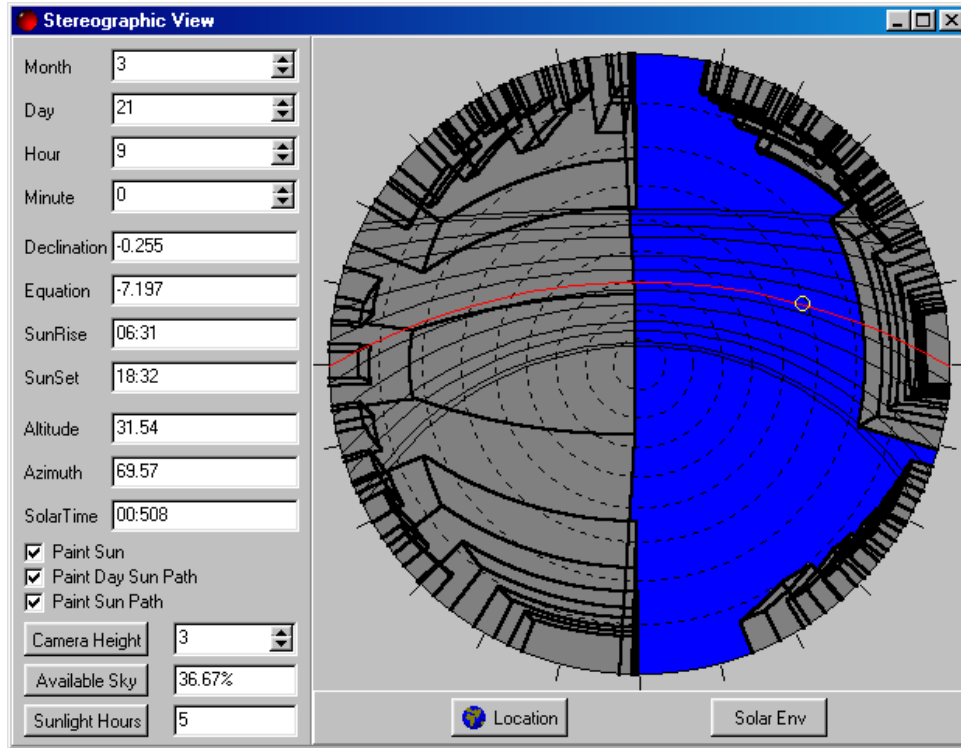 Stereographic View
Month 3
Day 21
Hour 9
Minute 0
Declination -0.255
Equation -7.197
SunRise 06:31
SunSet 18:32
Altitude 31.54
Azimuth 69.57
SolarTime 00:508
Paint Sun
Paint Day Sun Path
Paint Sun Path
Camera Height 3
Available Sky 36.67%
Sunlight Hours 5
Location Solar Env